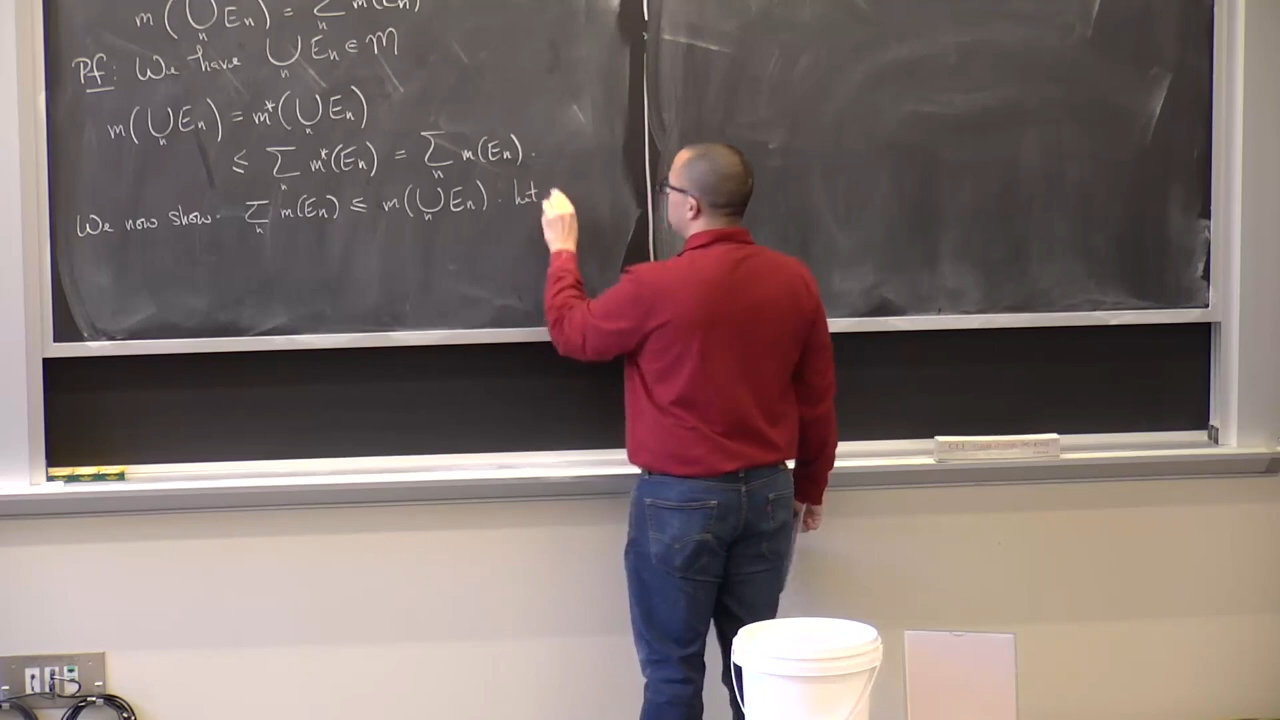 m(⋃ₙ Eₙ) = ∑ₙ m(Eₙ)
Pf: We have ⋃ₙ Eₙ ∈ M
m(⋃ₙ Eₙ) = m*(⋃ₙ Eₙ)
≤ ∑ₙ m*(Eₙ) = ∑ₙ m(Eₙ).
We now show. ∑ₙ m(Eₙ) ≤ m(⋃ₙ Eₙ). Let